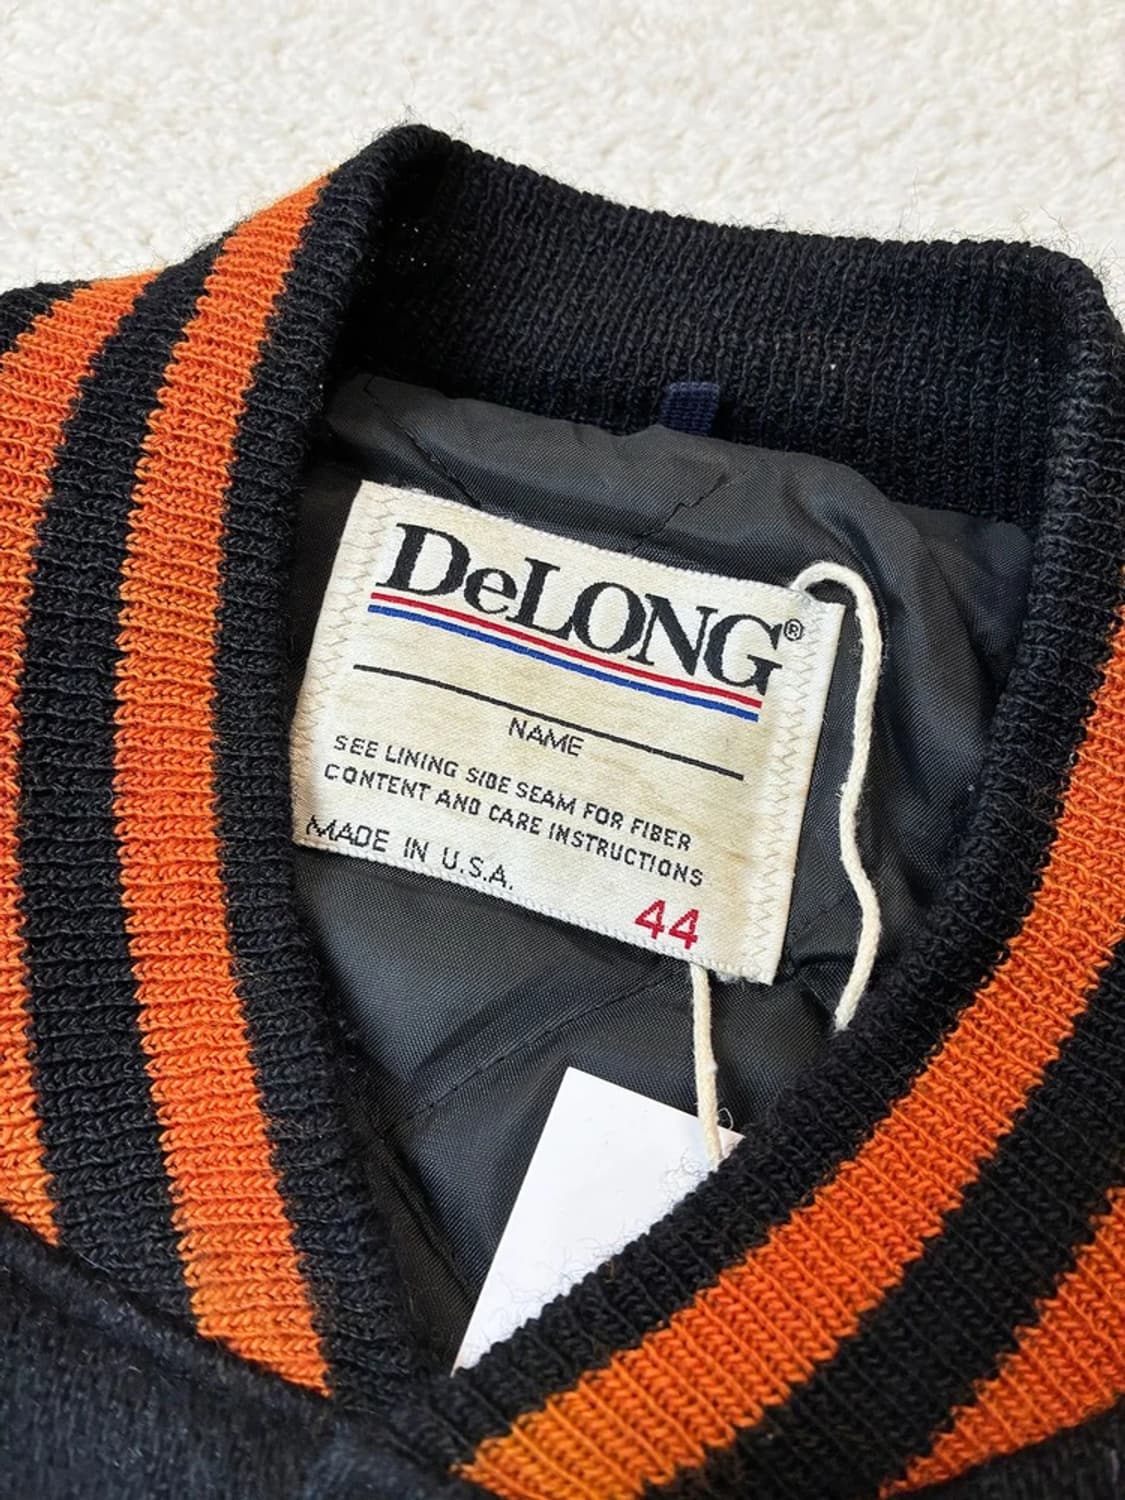 DeLONG®
NAME
SEE LINING SIDE SEAM FOR FIBER
CONTENT AND CARE INSTRUCTIONS
MADE IN U.S.A.
44